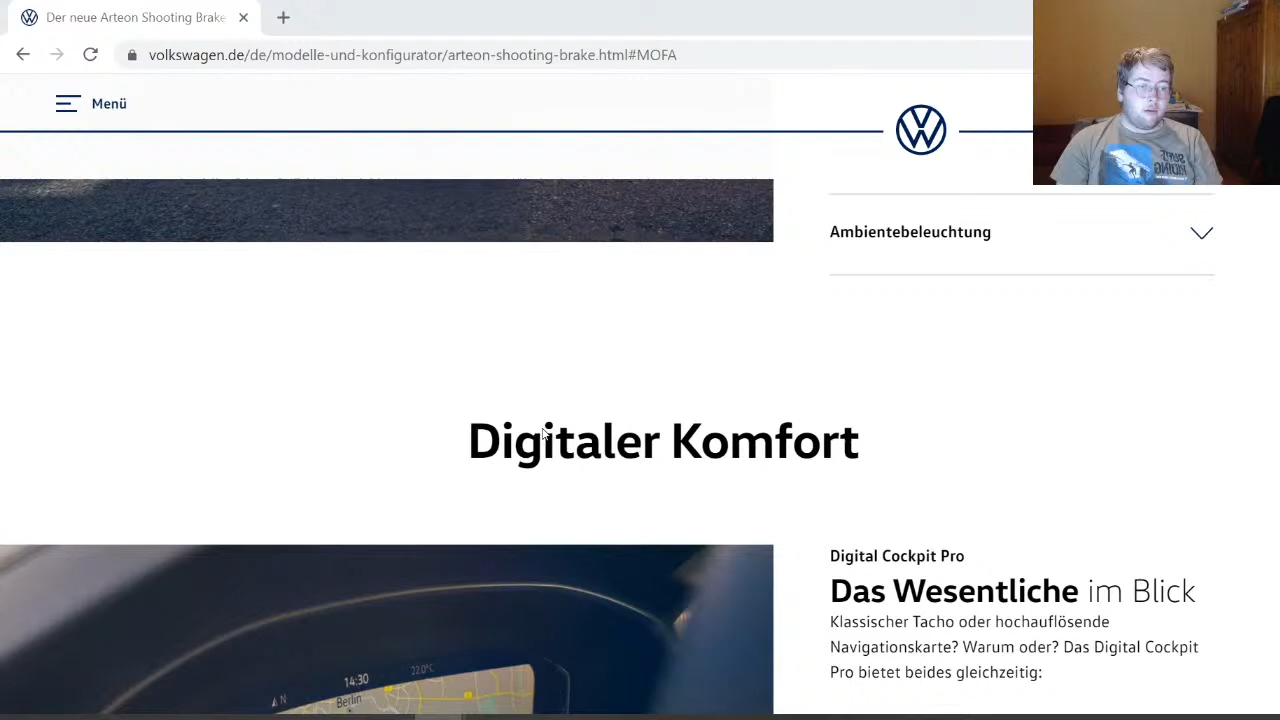 Der neue Arteon Shooting Brake
volkswagen.de/de/modelle-und-konfigurator/arteon-shooting-brake.html#MOFA
Menü
Ambientebeleuchtung
Digitaler Komfort
Digital Cockpit Pro
Das Wesentliche im Blick
Klassischer Tacho oder hochauflösende
Navigationskarte? Warum oder? Das Digital Cockpit
Pro bietet beides gleichzeitig:
14:30
22.0°C
N
Berlin